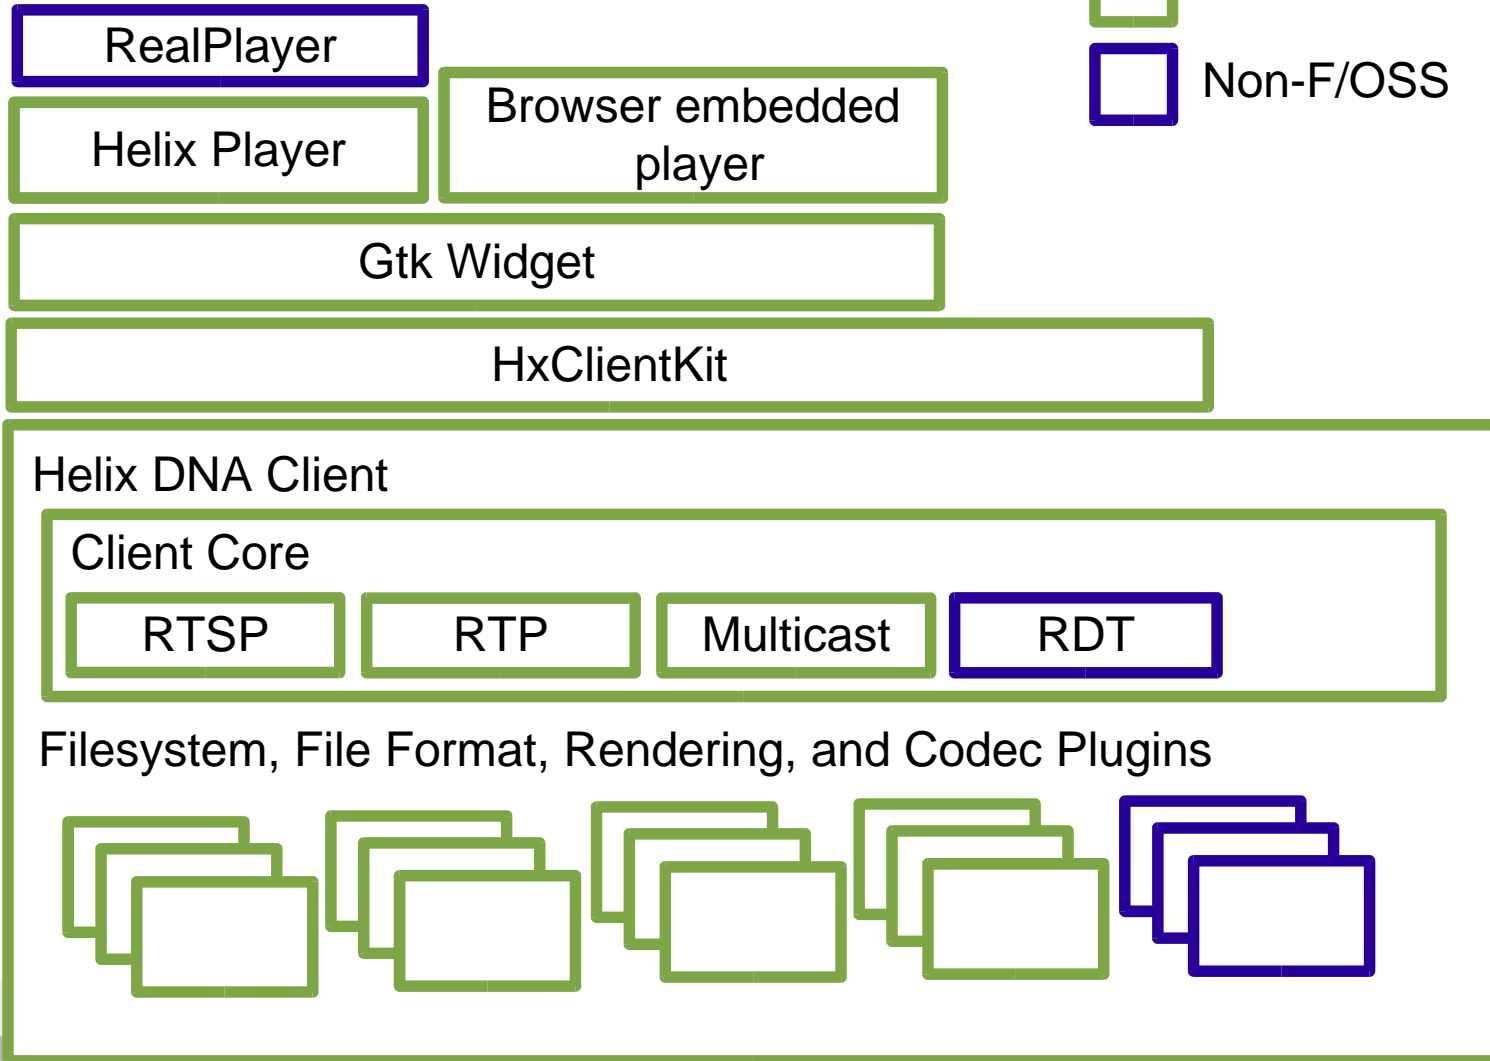 RealPlayer
Non-F/OSS
Browser embedded
player
Helix Player
Gtk Widget
HxClientKit
Helix DNA Client
Client Core
RTSP
RTP
Multicast
RDT
Filesystem, File Format, Rendering, and Codec Plugins